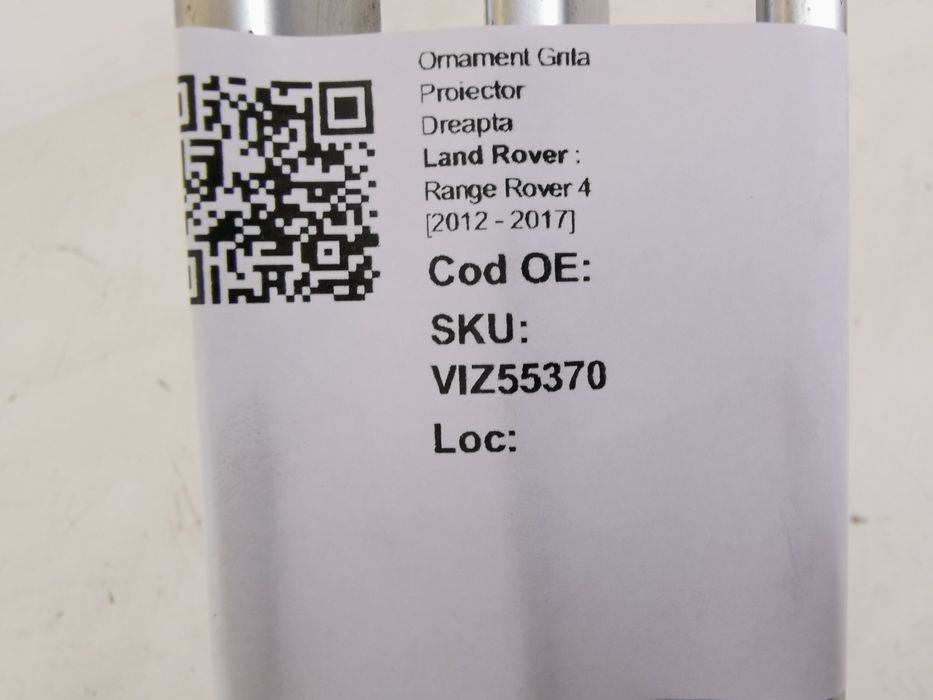 Ornament Grila
Proiector
Dreapta
Land Rover :
Range Rover 4
[2012 - 2017]
Cod OE:
SKU:
VIZ55370
Loc: